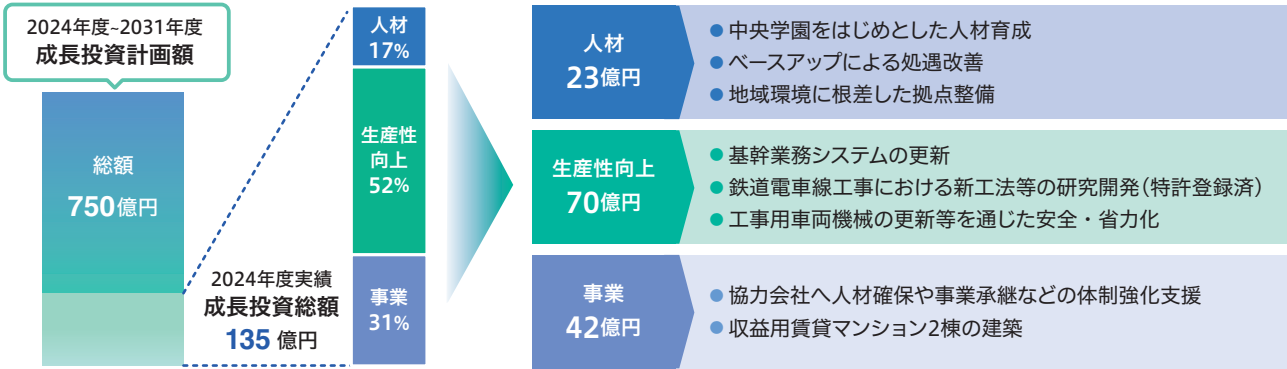 2024年度~2031年度
成長投資計画額
総額
750億円
2024年度実績
成長投資総額
135 億円
人材
17%
生産性
向上
52%
事業
31%
人材
23億円
● 中央学園をはじめとした人材育成
● ベースアップによる処遇改善
● 地域環境に根差した拠点整備
生産性向上
70億円
● 基幹業務システムの更新
● 鉄道電車線工事における新工法等の研究開発(特許登録済)
● 工事用車両機械の更新等を通じた安全・省力化
事業
42億円
● 協力会社へ人材確保や事業承継などの体制強化支援
● 収益用賃貸マンション2棟の建築